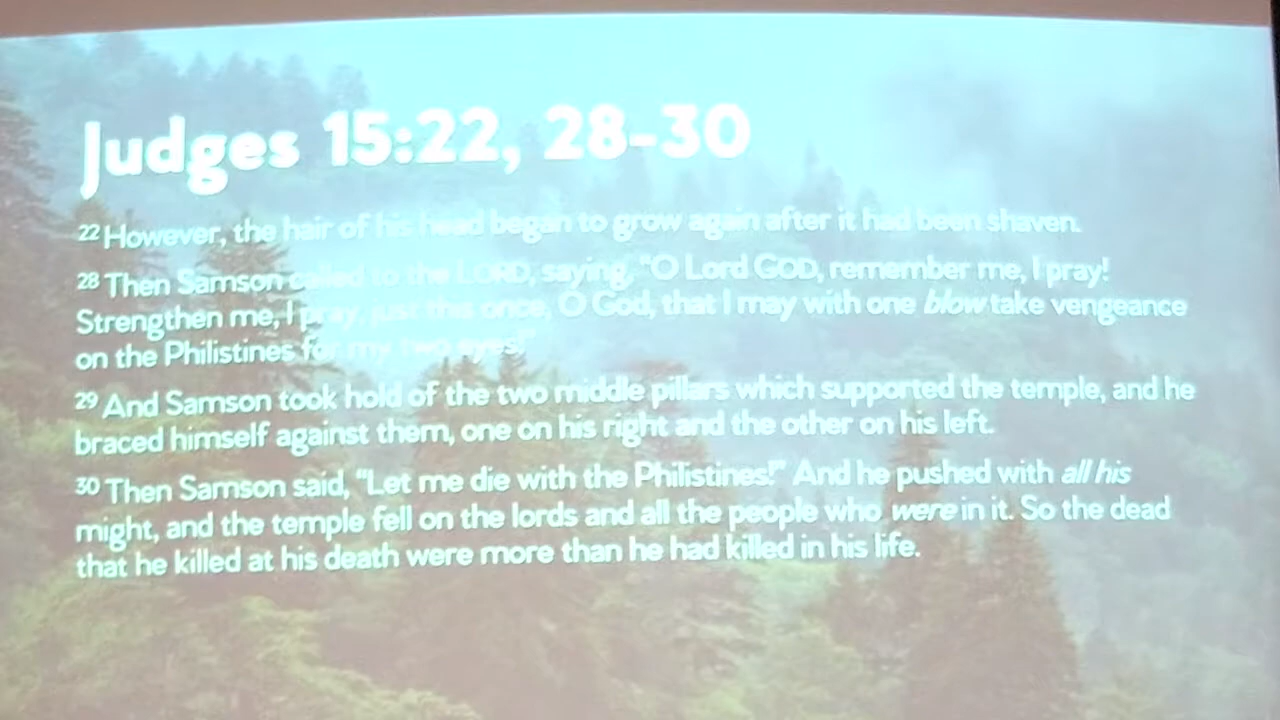 Judges 15:22, 28-30
22 However, the hair of his head began to grow again after it had been shaven.
28 Then Samson called to the LORD, saying, "O Lord GOD, remember me, I pray!
Strengthen me, I pray, just this once, O God, that I may with one blow take vengeance
on the Philistines for my two eyes!"
29 And Samson took hold of the two middle pillars which supported the temple, and he
braced himself against them, one on his right and the other on his left.
30 Then Samson said, "Let me die with the Philistines!" And he pushed with all his
might, and the temple fell on the lords and all the people who were in it. So the dead
that he killed at his death were more than he had killed in his life.